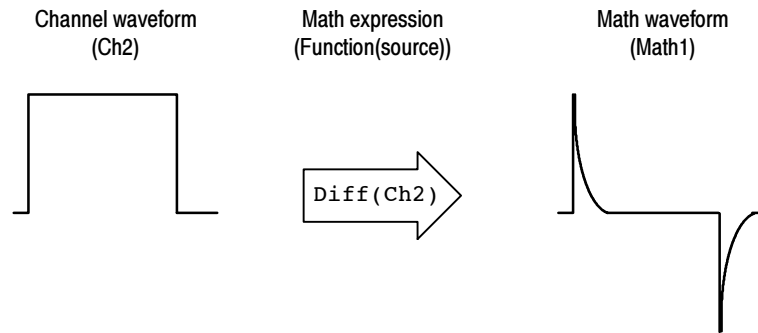 Channel waveform
(Ch2)
Math expression
(Function(source))
Math waveform
(Math1)
Diff(Ch2)